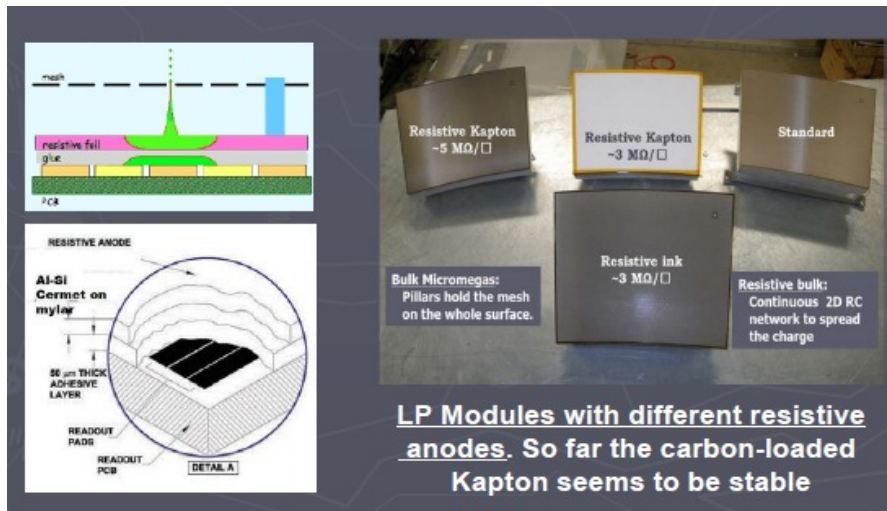 mesh
resistive foil
glue
PCB
RESISTIVE ANODE
Al-Si
Cermet on
mylar
50 μm THICK
ADHESIVE
LAYER
READOUT
PADS
READOUT
PCB
DETAIL A
Resistive Kapton
~5 MΩ/□
Resistive Kapton
~3 MΩ/□
Standard
Resistive ink
~3 MΩ/□
Bulk Micromegas:
Pillars hold the mesh
on the whole surface.
Resistive bulk:
Continuous 2D RC
network to spread
the charge
LP Modules with different resistive
anodes. So far the carbon-loaded
Kapton seems to be stable